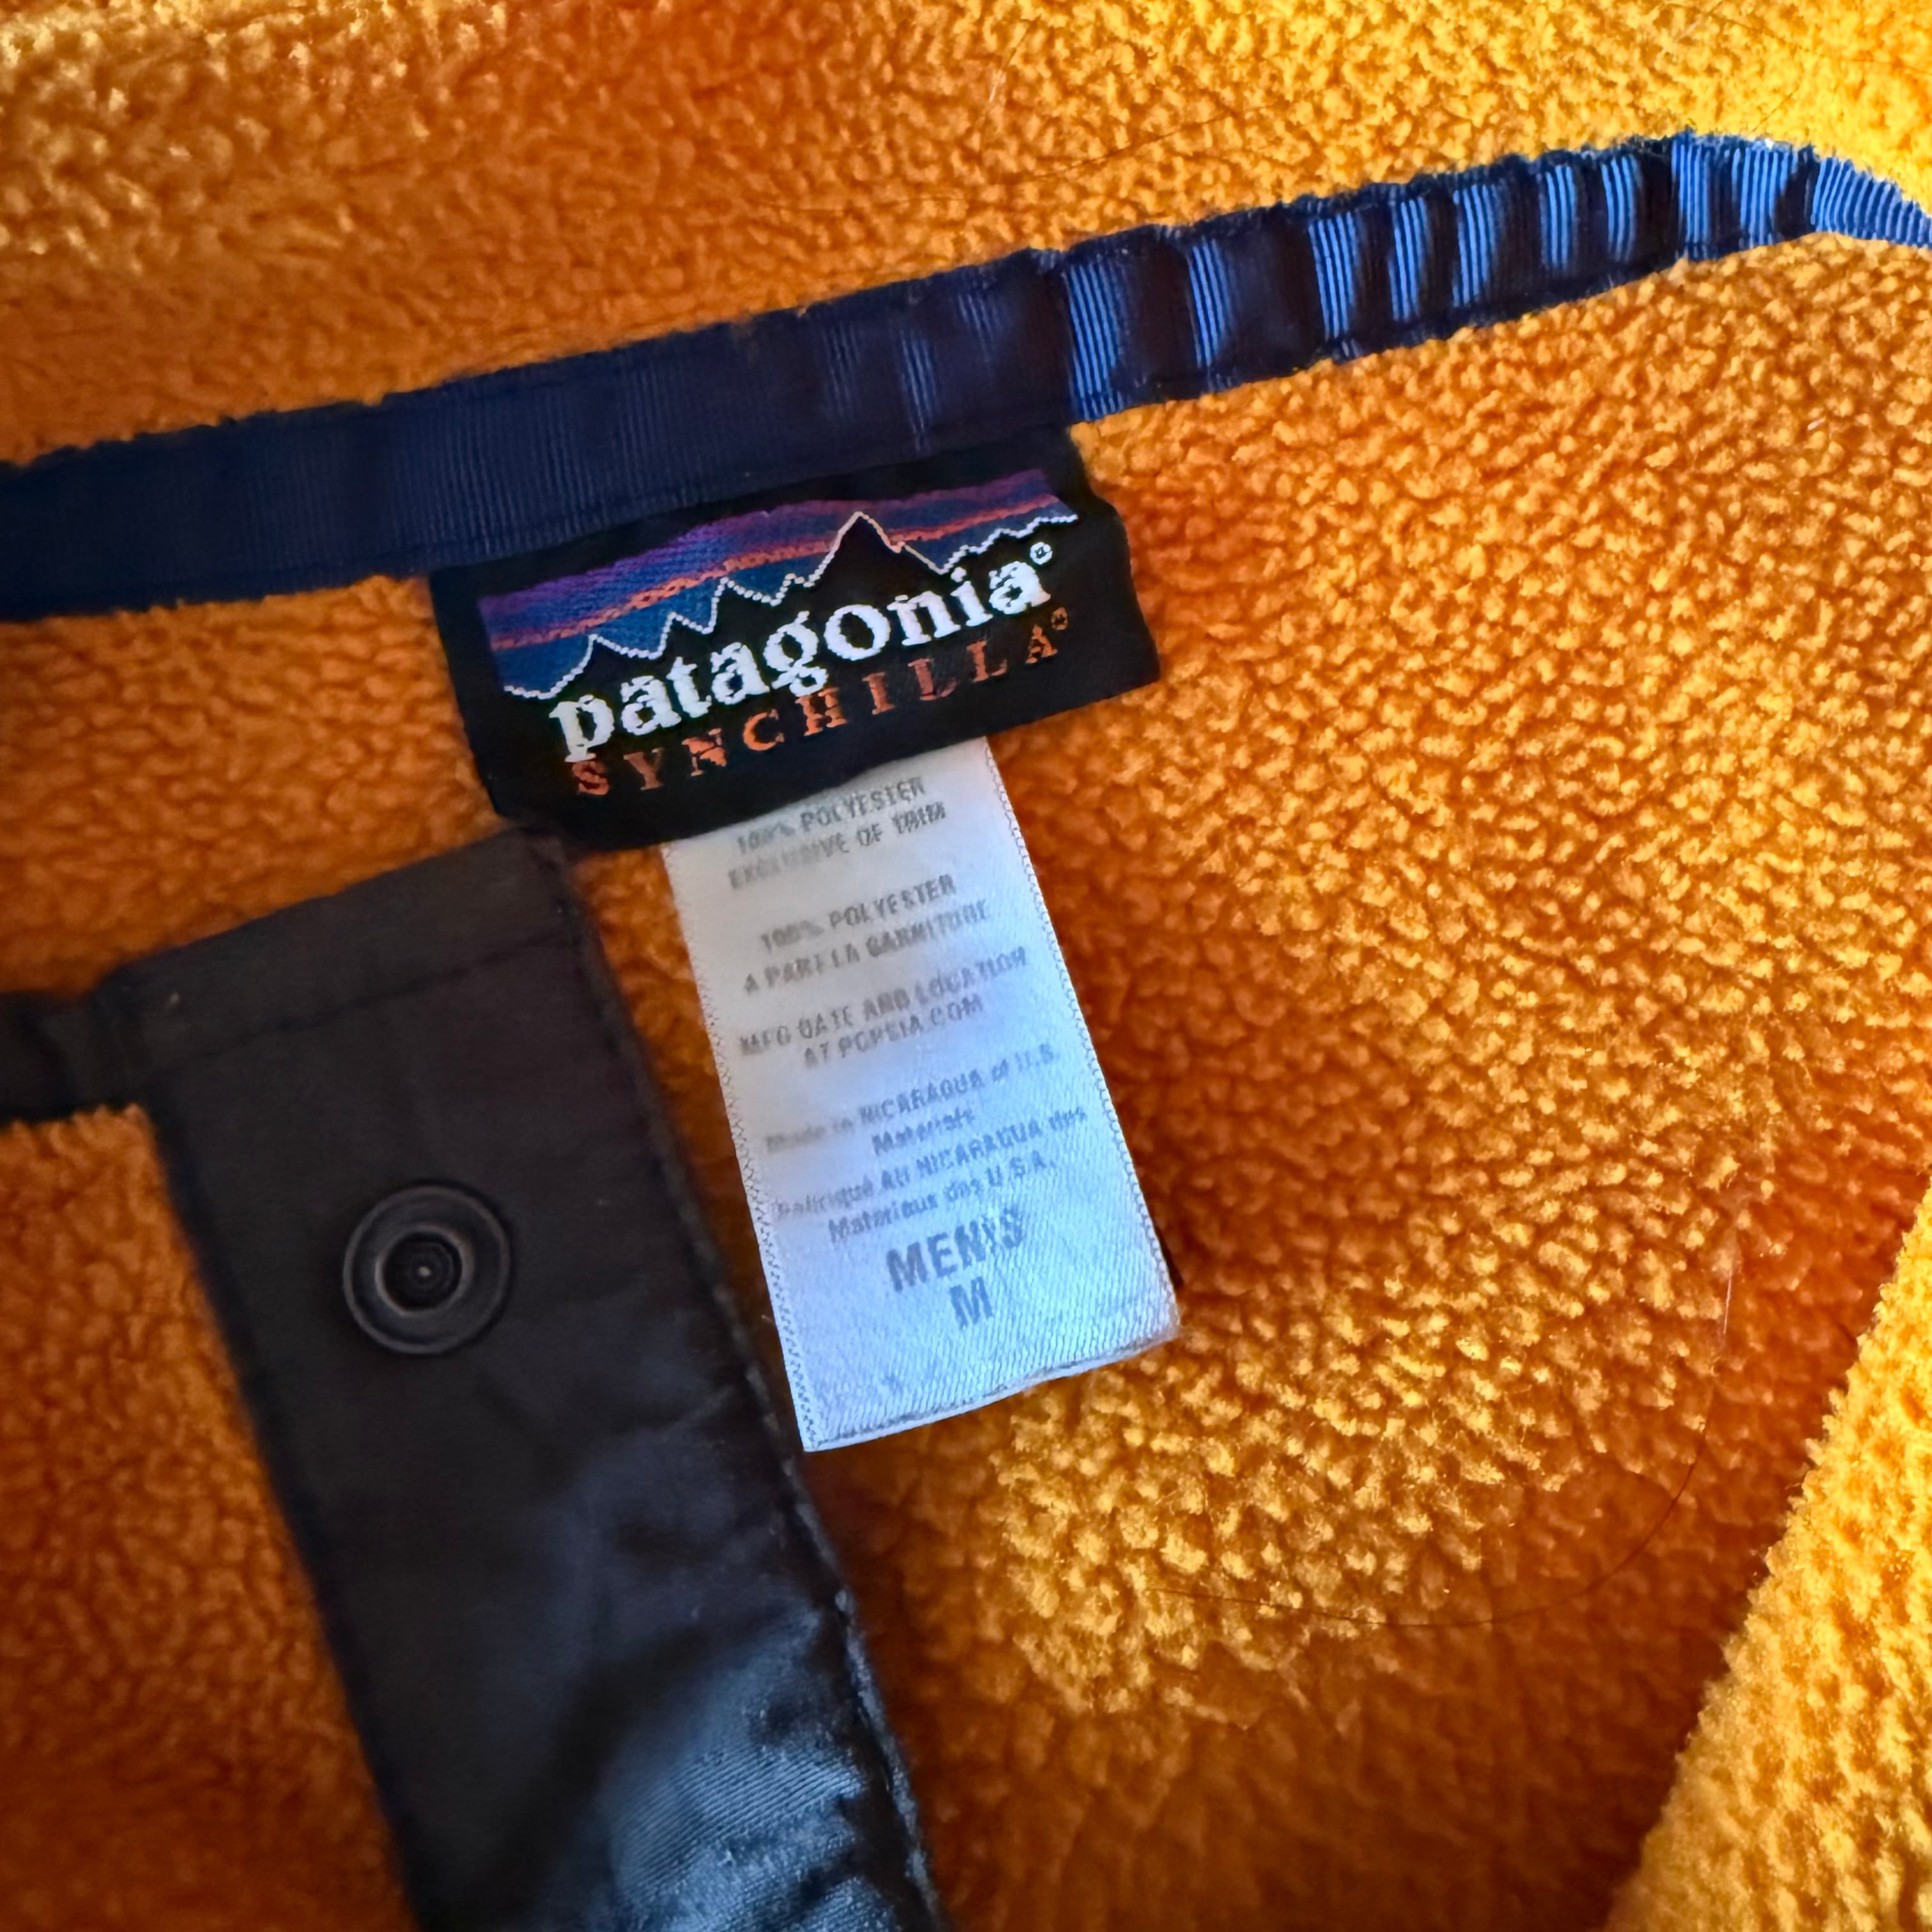 patagonia®
SYNCHILLA®
100% POLYESTER
EXCLUSIVE OF TRIM
100% POLYESTER
A PART LA GARNITURE
MFG DATE AND LOCATION
AT PCPSIA.COM
Made in NICARAGUA of U.S.
Materials
Fabriqué AU NICARAGUA des
Materiaux des U.S.A.
MEN'S
M